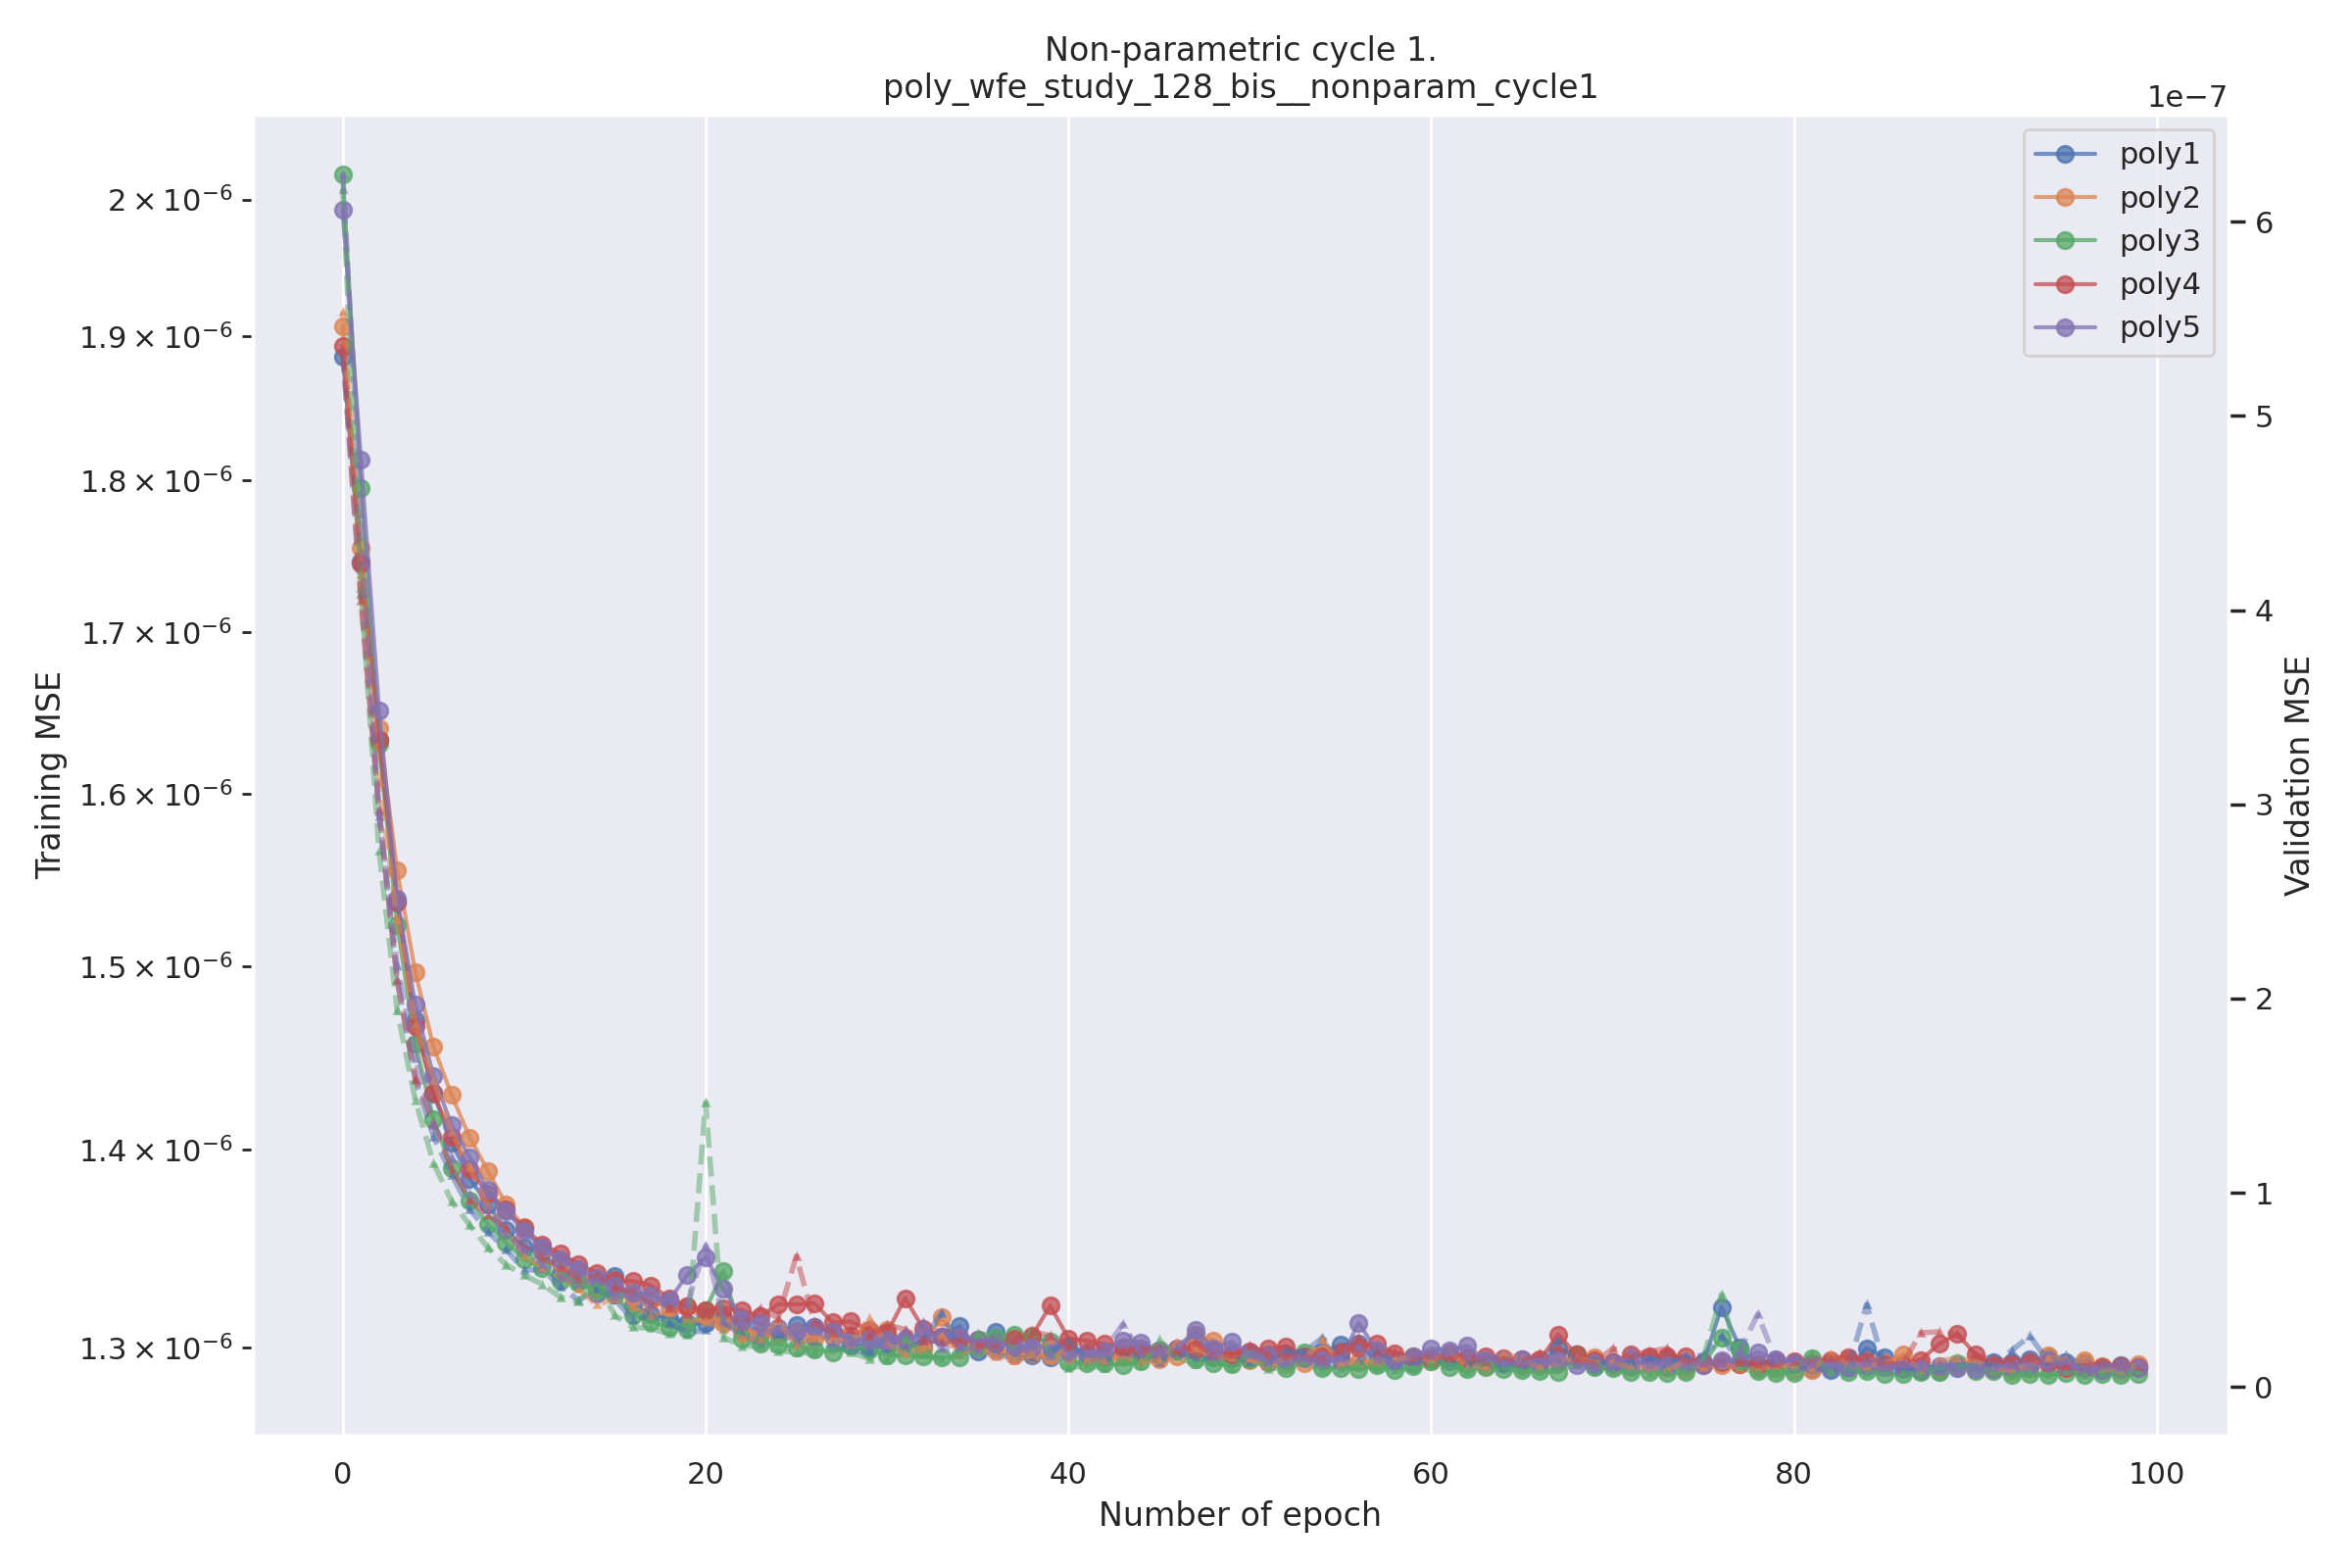 Non-parametric cycle 1.
poly_wfe_study_128_bis__nonparam_cycle1
1e−7
poly1
poly2
poly3
poly4
poly5
2 × 10⁻⁶
1.9 × 10⁻⁶
1.8 × 10⁻⁶
1.7 × 10⁻⁶
1.6 × 10⁻⁶
1.5 × 10⁻⁶
1.4 × 10⁻⁶
1.3 × 10⁻⁶
Training MSE
6
5
4
3
2
1
0
Validation MSE
0 20 40 60 80 100
Number of epoch